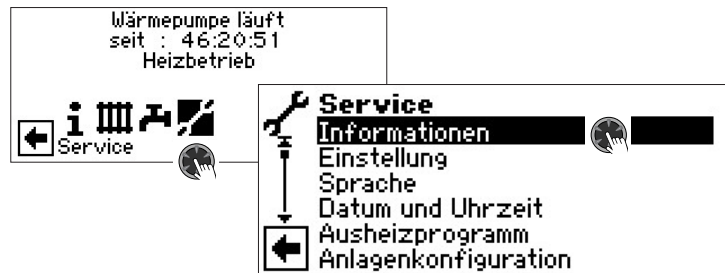 Wärmepumpe läuft
seit : 46:20:51
Heizbetrieb
Service
Service
Informationen
Einstellung
Sprache
Datum und Uhrzeit
Ausheizprogramm
Anlagenkonfiguration